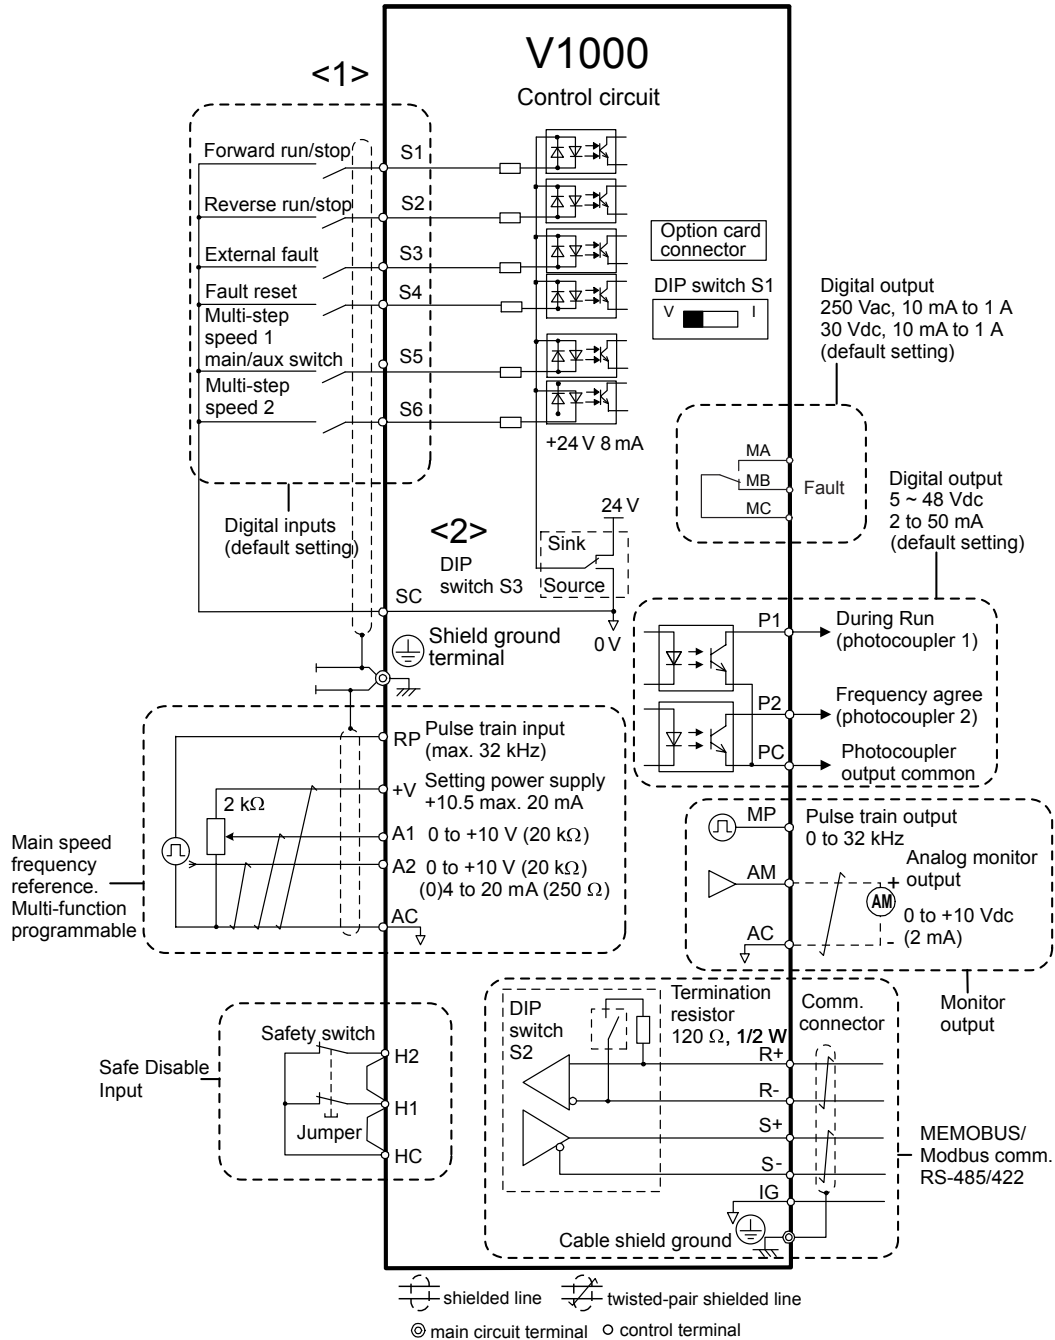 V1000
Control circuit
<1>
Forward run/stop
S1
Reverse run/stop
S2
External fault
S3
Fault reset
S4
Multi-step
speed 1
main/aux switch
S5
Multi-step
speed 2
S6
+24 V 8 mA
Option card
connector
DIP switch S1
V
I
Digital output
250 Vac, 10 mA to 1 A
30 Vdc, 10 mA to 1 A
(default setting)
MA
MB
MC
Fault
Digital output
5 ~ 48 Vdc
2 to 50 mA
(default setting)
Digital inputs
(default setting)
<2>
DIP
switch S3
24 V
Sink
Source
0 V
SC
Shield ground
terminal
P1
During Run
(photocoupler 1)
P2
Frequency agree
(photocoupler 2)
PC
Photocoupler
output common
Main speed
frequency
reference.
Multi-function
programmable
2 kΩ
RP
Pulse train input
(max. 32 kHz)
+V
Setting power supply
+10.5 max. 20 mA
A1
0 to +10 V (20 kΩ)
A2
0 to +10 V (20 kΩ)
(0)4 to 20 mA (250 Ω)
AC
MP
Pulse train output
0 to 32 kHz
AM
Analog monitor
output
+
AM
0 to +10 Vdc
(2 mA)
AC
-
Monitor
output
Safe Disable
Input
Safety switch
Jumper
H2
H1
HC
DIP
switch
S2
Termination
resistor
120 Ω, 1/2 W
Comm.
connector
R+
R-
S+
S-
IG
MEMOBUS/
Modbus comm.
RS-485/422
Cable shield ground
shielded line
twisted-pair shielded line
main circuit terminal
control terminal